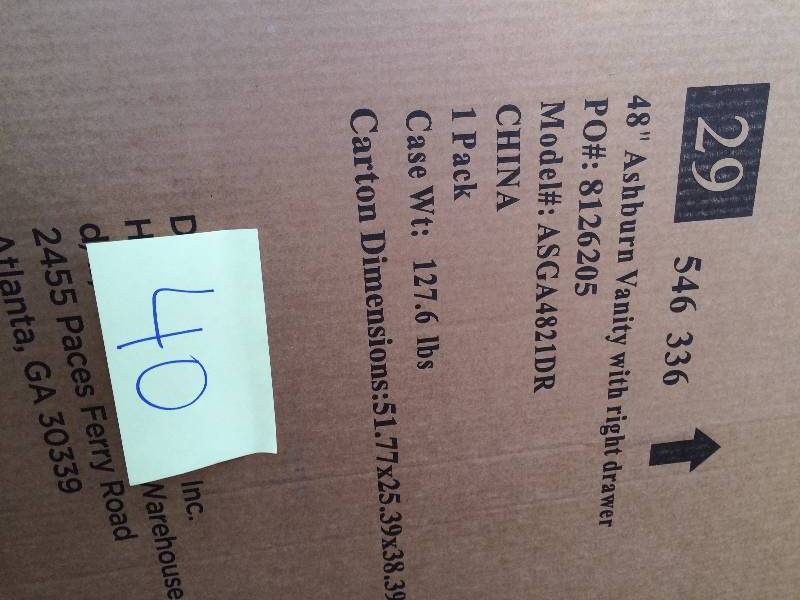 29 546 336
48" Ashburn Vanity with right drawer
PO#: 8126205
Model#: ASGA4821DR
CHINA
1 Pack
Case Wt: 127.6 lbs
Carton Dimensions:51.77x25.39x38.39
Inc.
Warehouse
2455 Paces Ferry Road
Atlanta, GA 30339
40